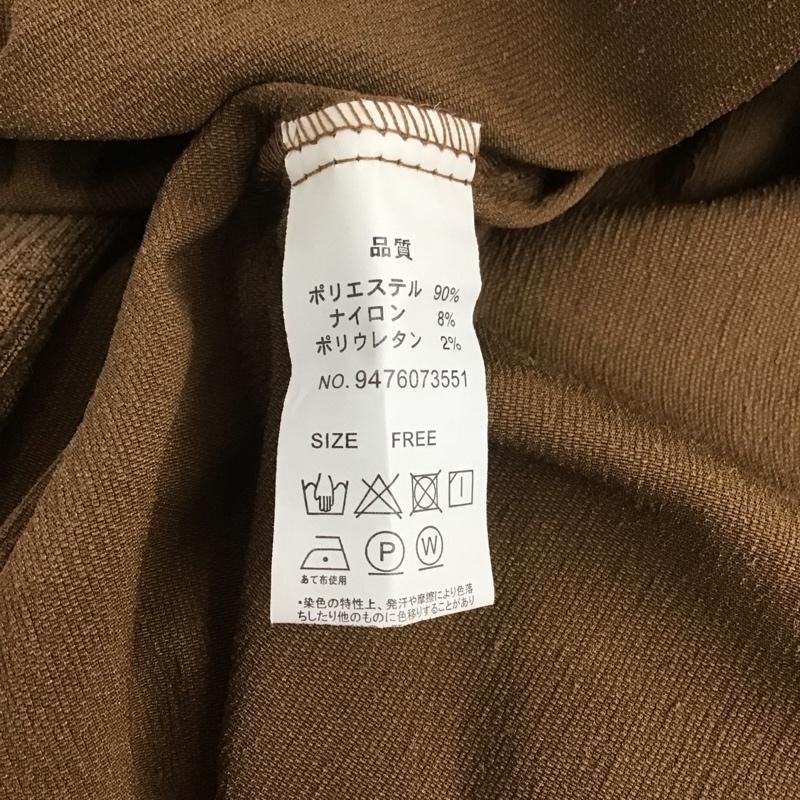 品質
ポリエステル 90%
ナイロン 8%
ポリウレタン 2%
NO. 9476073551
SIZE FREE
P W
あて布使用
・染色の特性上、発汗や摩擦により色落
ちしたり他のものに色移りすることがあり